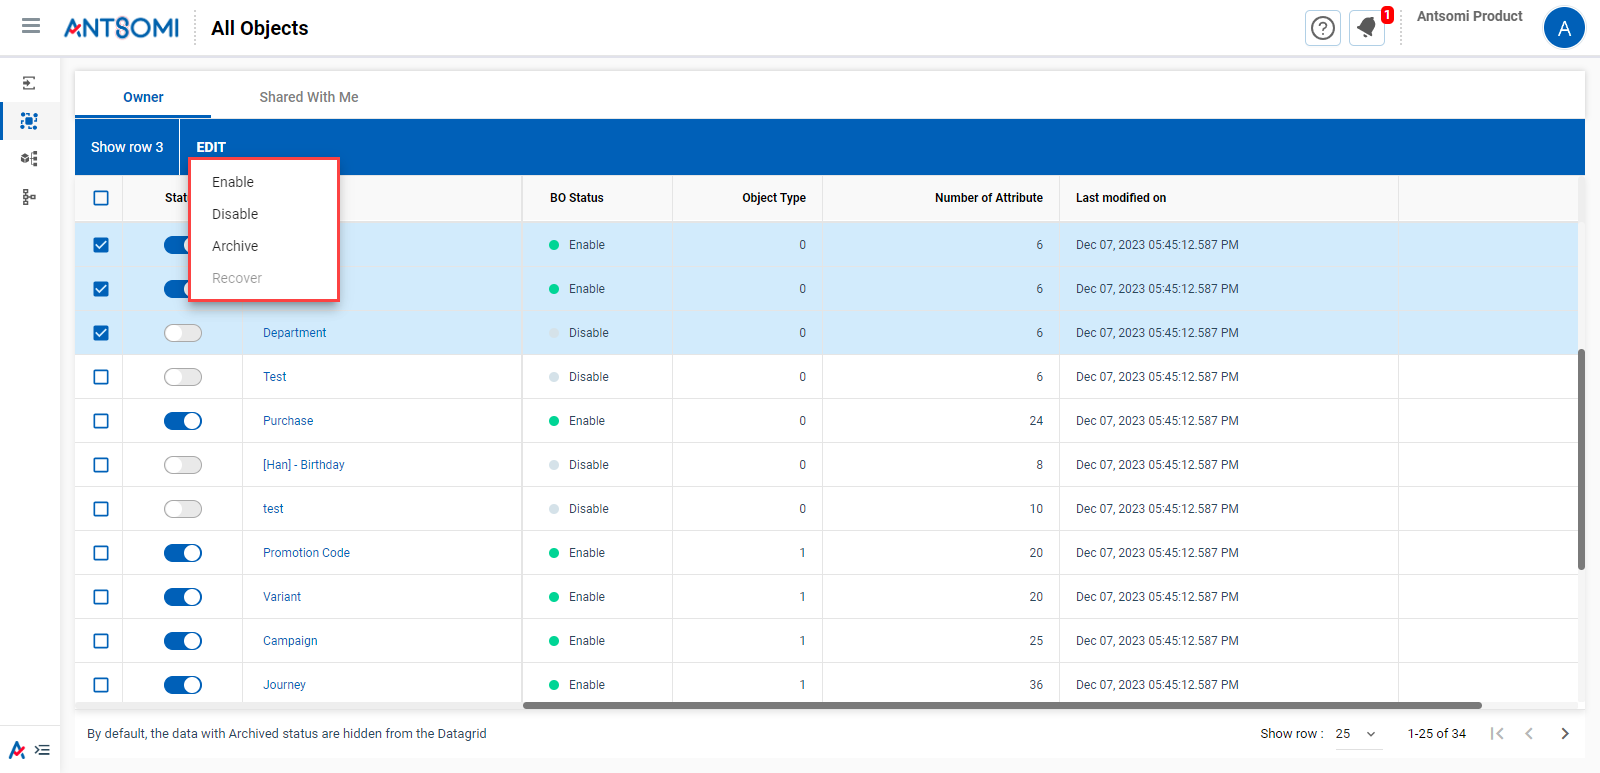 ANTSOMI
All Objects
1
Antsomi Product
A
Owner
Shared With Me
Show row 3
EDIT
Enable
Disable
Archive
Recover
BO Status
Object Type
Number of Attribute
Last modified on
Enable 0 6 Dec 07, 2023 05:45:12.587 PM
Enable 0 6 Dec 07, 2023 05:45:12.587 PM
Department Disable 0 6 Dec 07, 2023 05:45:12.587 PM
Test Disable 0 6 Dec 07, 2023 05:45:12.587 PM
Purchase Enable 0 24 Dec 07, 2023 05:45:12.587 PM
[Han] - Birthday Disable 0 8 Dec 07, 2023 05:45:12.587 PM
test Disable 0 10 Dec 07, 2023 05:45:12.587 PM
Promotion Code Enable 1 20 Dec 07, 2023 05:45:12.587 PM
Variant Enable 1 20 Dec 07, 2023 05:45:12.587 PM
Campaign Enable 1 25 Dec 07, 2023 05:45:12.587 PM
Journey Enable 1 36 Dec 07, 2023 05:45:12.587 PM
By default, the data with Archived status are hidden from the Datagrid
Show row : 25 1-25 of 34